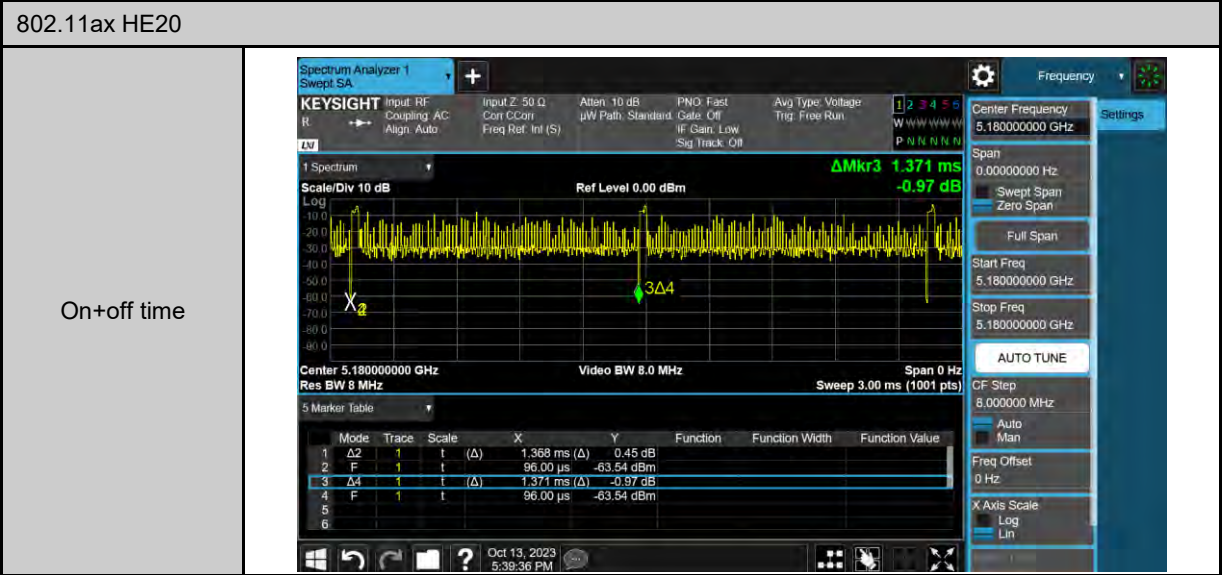 802.11ax HE20
On+off time
Spectrum Analyzer 1
Swept SA
Frequency
KEYSIGHT
R
LXI
Input: RF
Coupling: AC
Align: Auto
Input Z: 50 Ω
Corr CCorr
Freq Ref: Int (S)
Atten: 10 dB
µW Path: Standard
PNO: Fast
Gate: Off
IF Gain: Low
Sig Track: Off
Avg Type: Voltage
Trig: Free Run
1 2 3 4 5 6
W W W W W W
P N N N N N
Center Frequency
5.180000000 GHz
Settings
1 Spectrum
ΔMkr3 1.371 ms
-0.97 dB
Scale/Div 10 dB
Ref Level 0.00 dBm
Log
-10.0
-20.0
-30.0
-40.0
-50.0
-60.0
-70.0
-80.0
-90.0
3Δ4
Center 5.180000000 GHz
Video BW 8.0 MHz
Span 0 Hz
Res BW 8 MHz
Sweep 3.00 ms (1001 pts)
Span
0.00000000 Hz
Swept Span
Zero Span
Full Span
Start Freq
5.180000000 GHz
Stop Freq
5.180000000 GHz
AUTO TUNE
CF Step
8.000000 MHz
Auto
Man
Freq Offset
0 Hz
X Axis Scale
Log
Lin
5 Marker Table
Mode Trace Scale X Y Function Function Width Function Value
1 Δ2 1 t (Δ) 1.368 ms (Δ) 0.45 dB
2 F 1 t 96.00 µs -63.54 dBm
3 Δ4 1 t (Δ) 1.371 ms (Δ) -0.97 dB
4 F 1 t 96.00 µs -63.54 dBm
5
6
Oct 13, 2023
5:39:36 PM